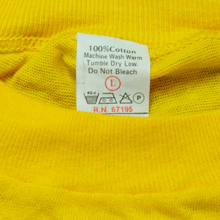 100%Cotton
Machine Wash Warm
Tumble Dry Low.
Do Not Bleach
L
R.N. 67195